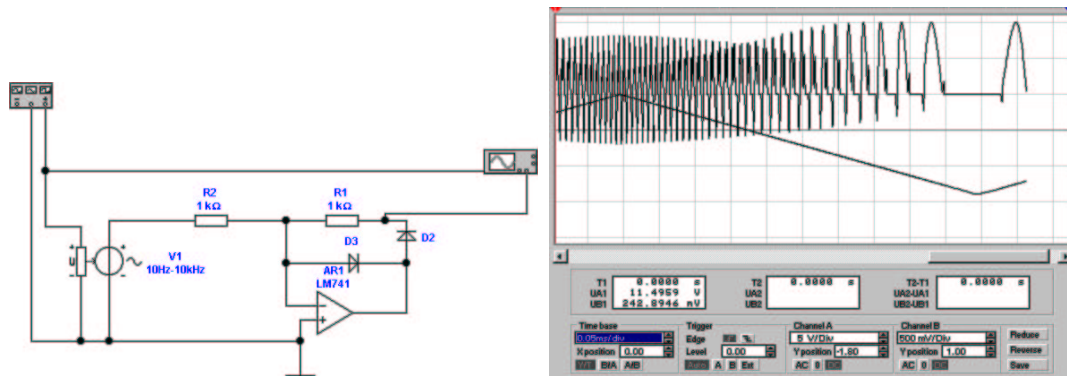 R2
1 kΩ
R1
1 kΩ
D2
D3
V1
10Hz-10kHz
U
AR1
LM741
T1 0.0000 s
UA1 11.4959 V
UB1 242.8946 mV
T2 0.0000 s
UA2
UB2
T2-T1 0.0000 s
UA2-UA1
UB2-UB1
Time base
0.05ms/div
X position 0.00
Y/T B/A A/B
Trigger
Edge
Level 0.00
Auto A B Ext
Channel A
5 V/Div
Y position -1.80
AC 0 DC
Channel B
500 mV/Div
Y position 1.00
AC 0 DC
Reduce
Reverse
Save